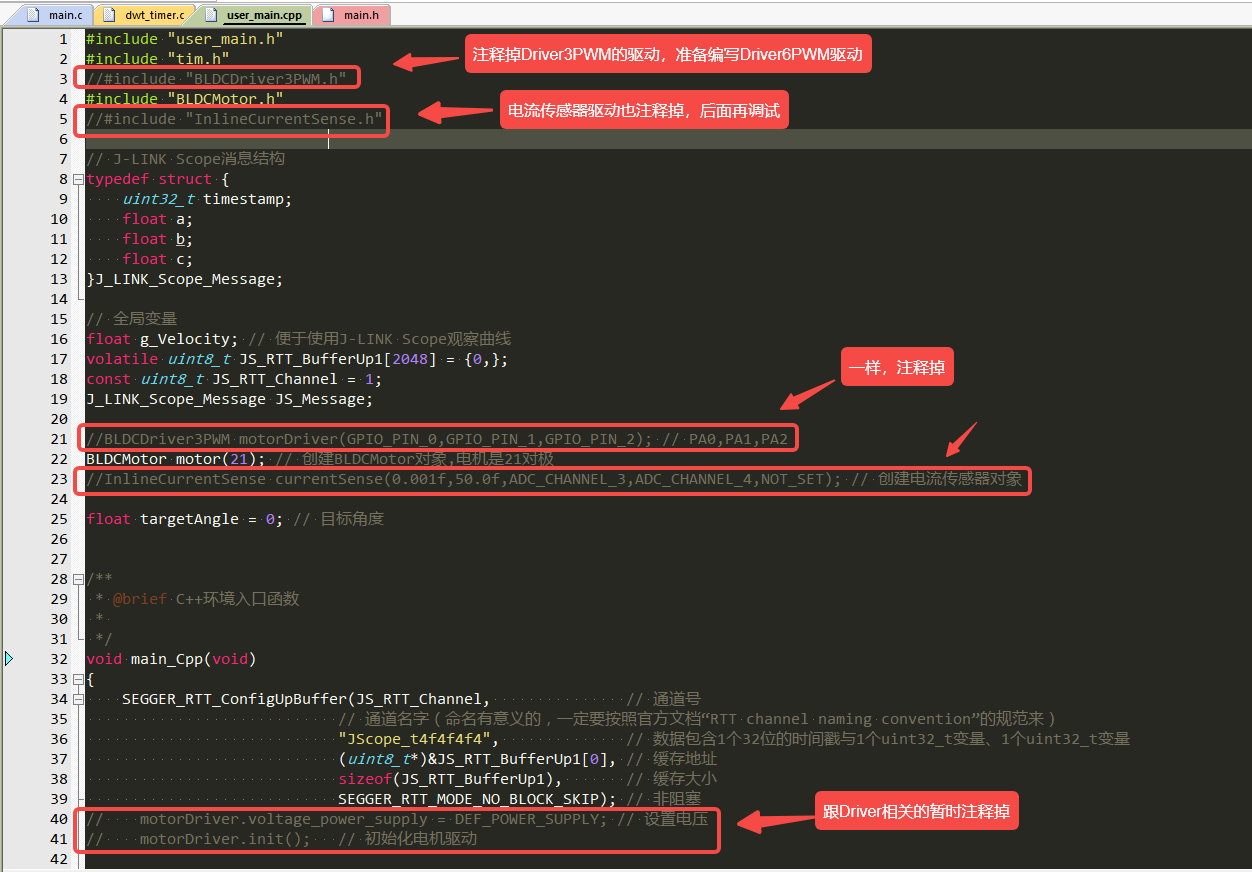 main.c dwt_timer.c user_main.cpp main.h
1 #include "user_main.h"
2 #include "tim.h"
注释掉Driver3PWM的驱动，准备编写Driver6PWM驱动
3 //#include "BLDCDriver3PWM.h"
4 #include "BLDCMotor.h"
电流传感器驱动也注释掉，后面再调试
5 //#include "InlineCurrentSense.h"
6
7 // J-LINK Scope消息结构
8 typedef struct {
9 uint32_t timestamp;
10 float a;
11 float b;
12 float c;
13 }J_LINK_Scope_Message;
14
15 // 全局变量
16 float g_Velocity; // 便于使用J-LINK Scope观察曲线
17 volatile uint8_t JS_RTT_BufferUp1[2048] = {0,};
一样，注释掉
18 const uint8_t JS_RTT_Channel = 1;
19 J_LINK_Scope_Message JS_Message;
20
21 //BLDCDriver3PWM motorDriver(GPIO_PIN_0,GPIO_PIN_1,GPIO_PIN_2); // PA0,PA1,PA2
22 BLDCMotor motor(21); // 创建BLDCMotor对象,电机是21对极
23 //InlineCurrentSense currentSense(0.001f,50.0f,ADC_CHANNEL_3,ADC_CHANNEL_4,NOT_SET); // 创建电流传感器对象
24
25 float targetAngle = 0; // 目标角度
26
27
28 /**
29 * @brief C++环境入口函数
30 *
31 */
32 void main_Cpp(void)
33 {
34 SEGGER_RTT_ConfigUpBuffer(JS_RTT_Channel, // 通道号
35 // 通道名字（命名有意义的，一定要按照官方文档“RTT channel naming convention”的规范来）
36 "JScope_t4f4f4f4", // 数据包含1个32位的时间戳与1个uint32_t变量、1个uint32_t变量
37 (uint8_t*)&JS_RTT_BufferUp1[0], // 缓存地址
38 sizeof(JS_RTT_BufferUp1), // 缓存大小
39 SEGGER_RTT_MODE_NO_BLOCK_SKIP); // 非阻塞
40 // motorDriver.voltage_power_supply = DEF_POWER_SUPPLY; // 设置电压
跟Driver相关的暂时注释掉
41 // motorDriver.init(); // 初始化电机驱动
42